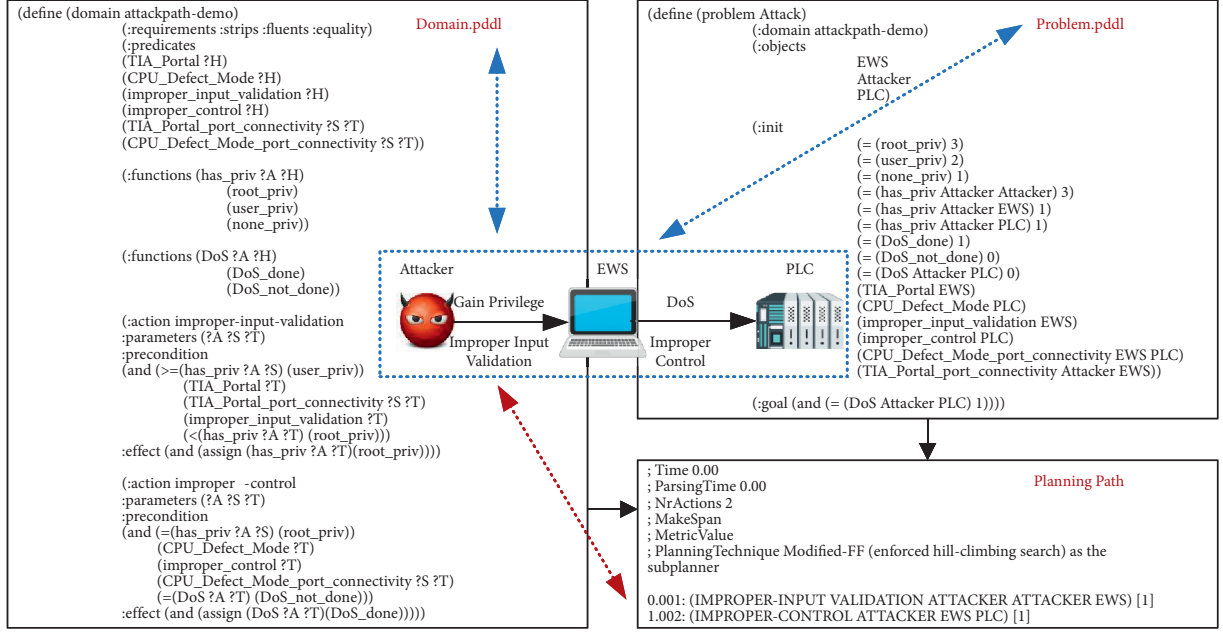 (define (domain attackpath-demo)
(:requirements :strips :fluents :equality)
Domain.pddl
(:predicates
(TIA_Portal ?H)
(CPU_Defect_Mode ?H)
(improper_input_validation ?H)
(improper_control ?H)
(TIA_Portal_port_connectivity ?S ?T)
(CPU_Defect_Mode_port_connectivity ?S ?T))
(:functions (has_priv ?A ?H)
(root_priv)
(user_priv)
(none_priv))
(:functions (DoS ?A ?H)
(DoS_done)
(DoS_not_done))
(:action improper-input-validation
:parameters (?A ?S ?T)
:precondition
(and (>=(has_priv ?A ?S) (user_priv))
(TIA_Portal ?T)
(TIA_Portal_port_connectivity ?S ?T)
(improper_input_validation ?T)
(<(has_priv ?A ?T) (root_priv)))
:effect (and (assign (has_priv ?A ?T)(root_priv))))
(:action improper -control
:parameters (?A ?S ?T)
:precondition
(and (=(has_priv ?A ?S) (root_priv))
(CPU_Defect_Mode ?T)
(improper_control ?T)
(CPU_Defect_Mode_port_connectivity ?S ?T)
(=(DoS ?A ?T) (DoS_not_done)))
:effect (and (assign (DoS ?A ?T)(DoS_done)))))
Attacker
EWS
PLC
Gain Privilege
DoS
Improper Input
Validation
Improper
Control
(define (problem Attack)
Problem.pddl
(:domain attackpath-demo)
(:objects
EWS
Attacker
PLC)
(:init
(= (root_priv) 3)
(= (user_priv) 2)
(= (none_priv) 1)
(= (has_priv Attacker Attacker) 3)
(= (has_priv Attacker EWS) 1)
(= (has_priv Attacker PLC) 1)
(= (DoS_done) 1)
(= (DoS_not_done) 0)
(= (DoS Attacker PLC) 0)
(TIA_Portal EWS)
(CPU_Defect_Mode PLC)
(improper_input_validation EWS)
(improper_control PLC)
(CPU_Defect_Mode_port_connectivity EWS PLC)
(TIA_Portal_port_connectivity Attacker EWS))
(:goal (and (= (DoS Attacker PLC) 1))))
; Time 0.00
Planning Path
; ParsingTime 0.00
; NrActions 2
; MakeSpan
; MetricValue
; PlanningTechnique Modified-FF (enforced hill-climbing search) as the
subplanner
0.001: (IMPROPER-INPUT VALIDATION ATTACKER ATTACKER EWS) [1]
1.002: (IMPROPER-CONTROL ATTACKER EWS PLC) [1]